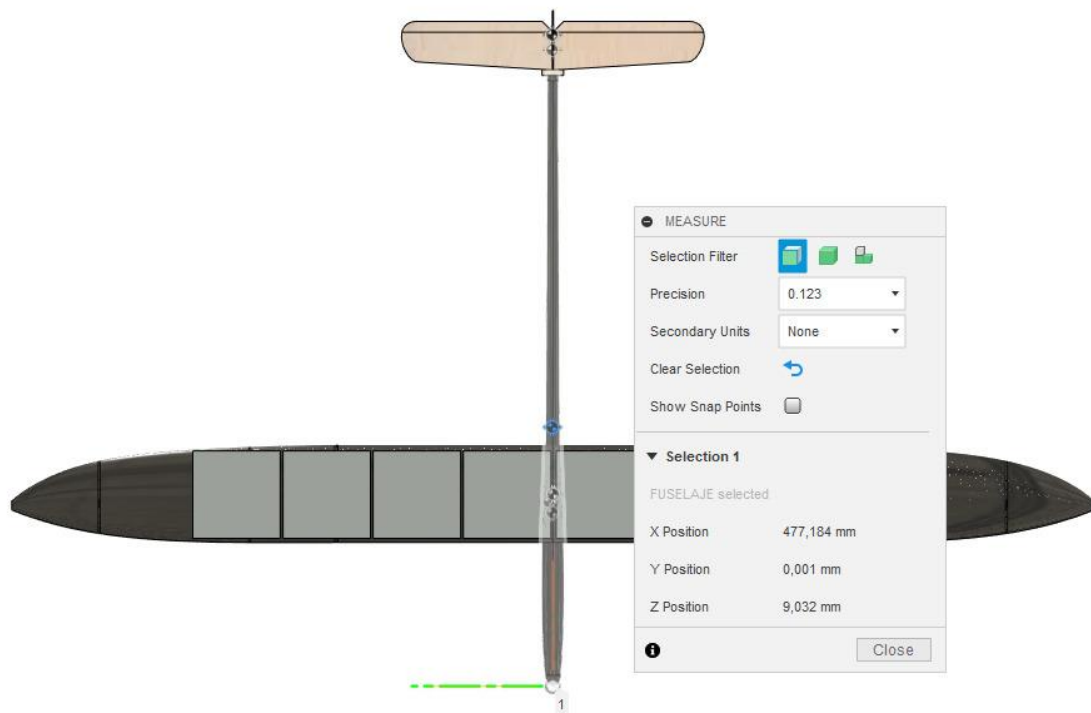 MEASURE
Selection Filter
Precision 0.123
Secondary Units None
Clear Selection
Show Snap Points
Selection 1
FUSELAJE selected
X Position 477,184 mm
Y Position 0,001 mm
Z Position 9,032 mm
Close
1